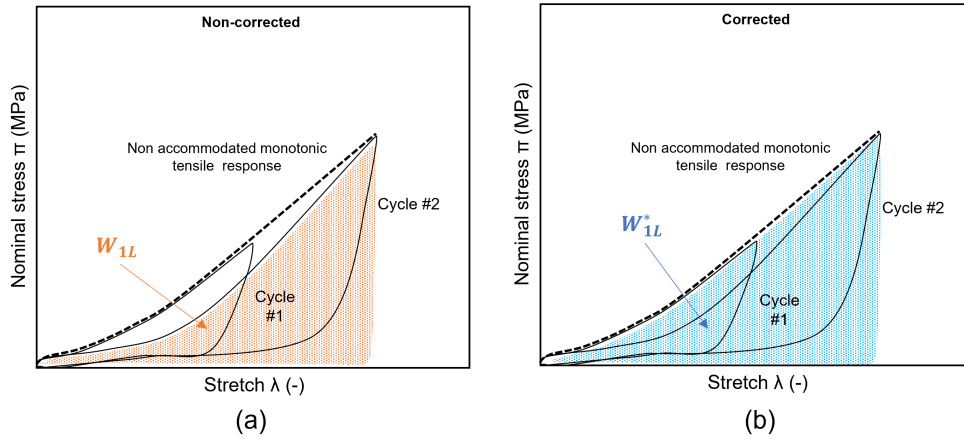 Non-corrected
Nominal stress π (MPa)
Non accommodated monotonic
tensile response
Cycle #2
W1L
Cycle
#1
Stretch λ (-)
(a)
Corrected
Nominal stress π (MPa)
Non accommodated monotonic
tensile response
Cycle #2
W*1L
Cycle
#1
Stretch λ (-)
(b)